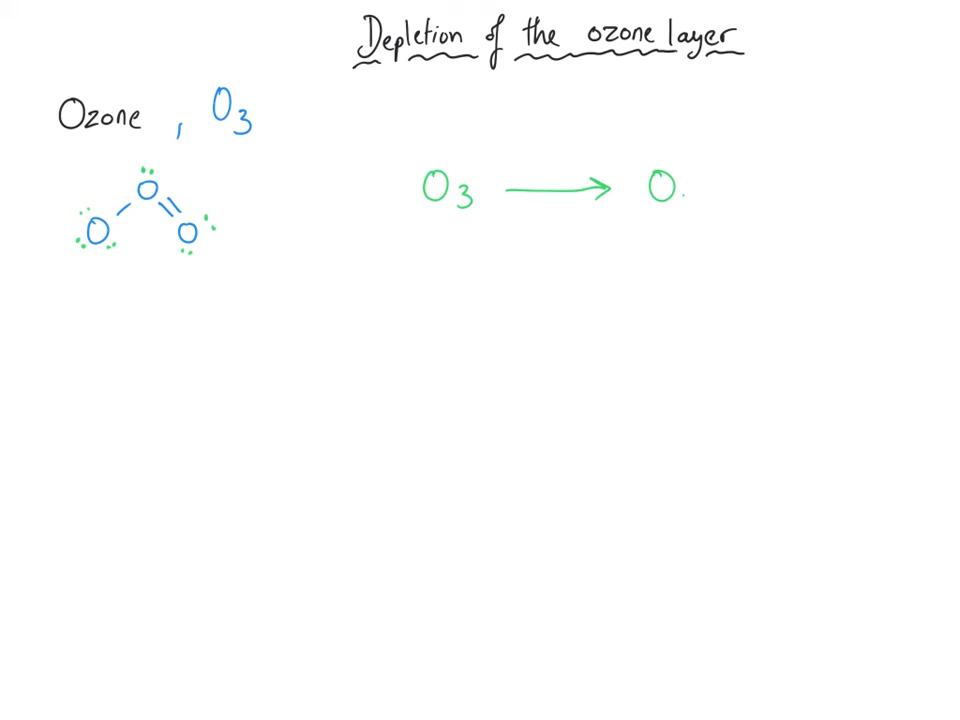 Depletion of the ozone layer
Ozone , O3
O3 → O.
O
O O